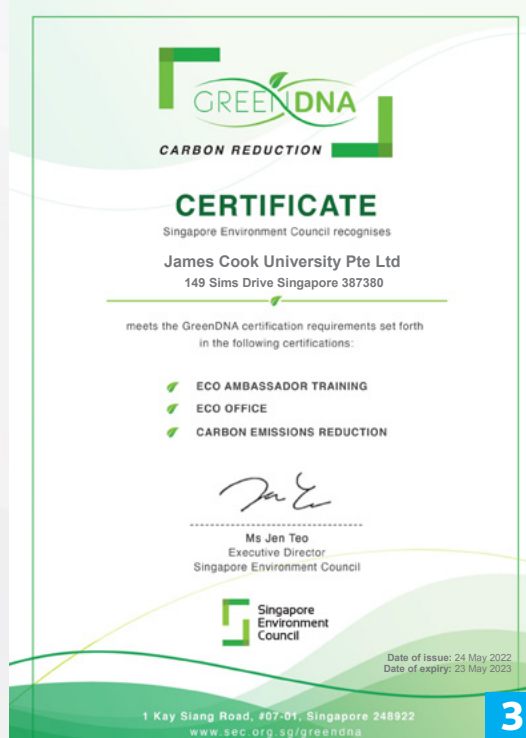 GREENDNA
CARBON REDUCTION
CERTIFICATE
Singapore Environment Council recognises
James Cook University Pte Ltd
149 Sims Drive Singapore 387380
meets the GreenDNA certification requirements set forth
in the following certifications:
ECO AMBASSADOR TRAINING
ECO OFFICE
CARBON EMISSIONS REDUCTION
Ms Jen Teo
Executive Director
Singapore Environment Council
Singapore
Environment
Council
Date of issue: 24 May 2022
Date of expiry: 23 May 2023
1 Kay Siang Road, #07-01, Singapore 248922
www.sec.org.sg/greendna
3